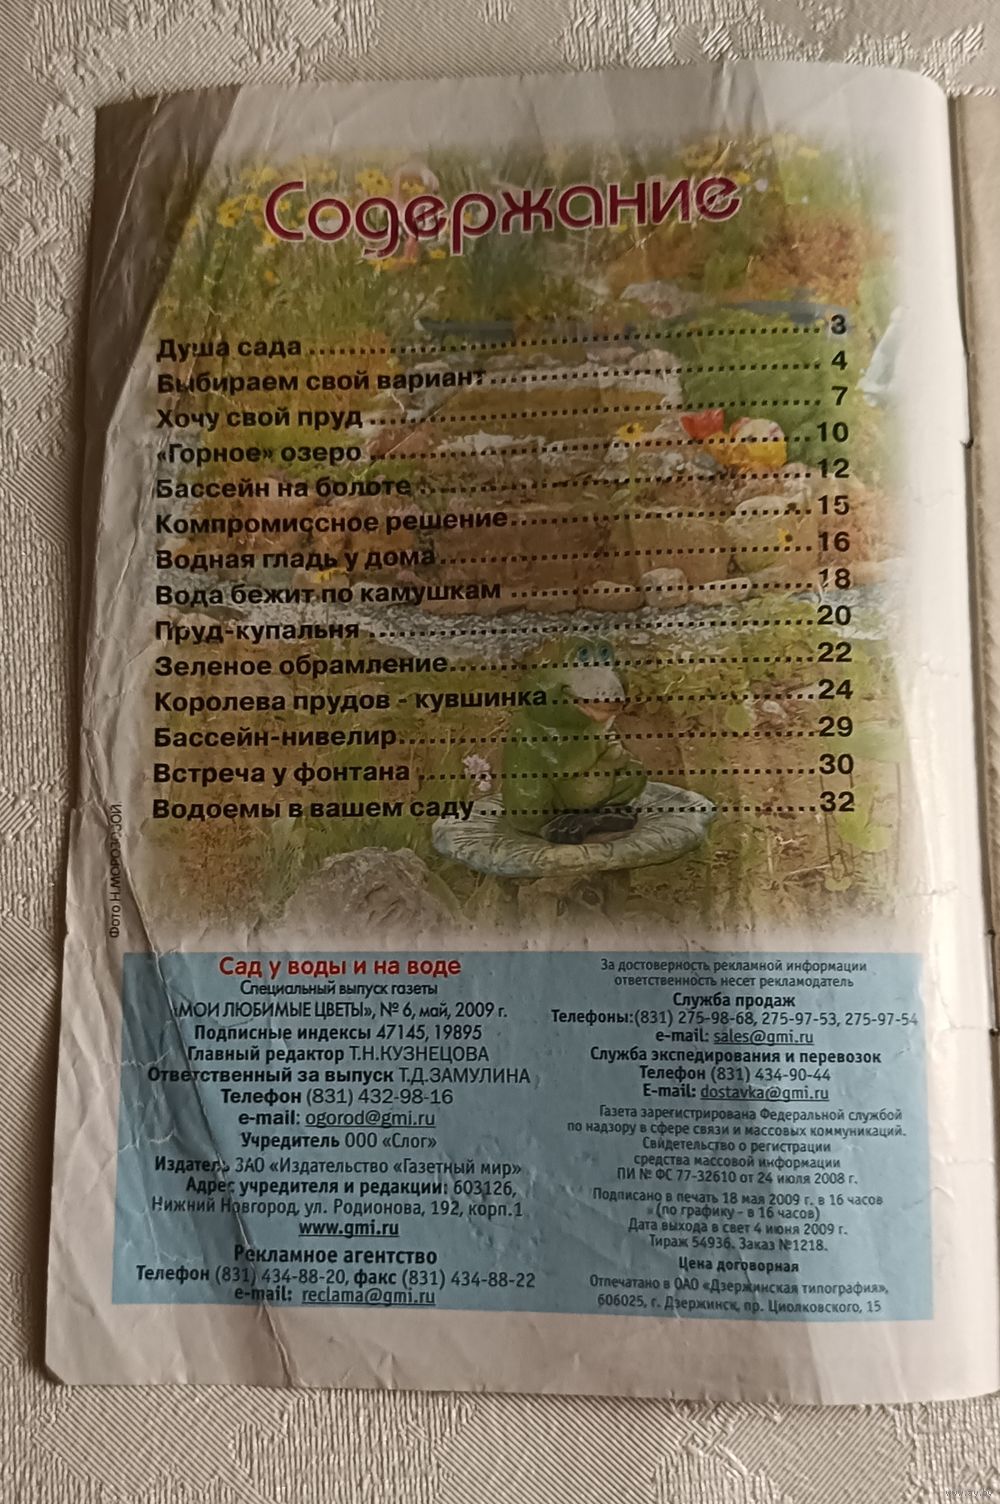 Содержание
Душа сада 3
Выбираем свой вариант 4
Хочу свой пруд 7
«Горное» озеро 10
Бассейн на болоте 12
Компромиссное решение 15
Водная гладь у дома 16
Вода бежит по камушкам 18
Пруд-купальня 20
Зеленое обрамление 22
Королева прудов - кувшинка 24
Бассейн-нивелир 29
Встреча у фонтана 30
Водоемы в вашем саду 32
Фото Н.
Сад у воды и на воде
Специальный выпуск газеты
«МОИ ЛЮБИМЫЕ ЦВЕТЫ», № 6, май, 2009 г.
Подписные индексы 47145, 19895
Главный редактор Т.Н.КУЗНЕЦОВА
Ответственный за выпуск Т.Д.ЗАМУЛИНА
Телефон (831) 432-98-16
e-mail: ogorod@gmi.ru
Учредитель ООО «Слог»
Издатель ЗАО «Издательство «Газетный мир»
Адрес учредителя и редакции: 603126,
Нижний Новгород, ул. Родионова, 192, корп.1
www.gmi.ru
Рекламное агентство
Телефон (831) 434-88-20, факс (831) 434-88-22
e-mail: reclama@gmi.ru
За достоверность рекламной информации
ответственность несет рекламодатель
Служба продаж
Телефоны:(831) 275-98-68, 275-97-53, 275-97-54
e-mail: sales@gmi.ru
Служба экспедирования и перевозок
Телефон (831) 434-90-44
E-mail: dostavka@gmi.ru
Газета зарегистрирована Федеральной службой
по надзору в сфере связи и массовых коммуникаций.
Свидетельство о регистрации
средства массовой информации
ПИ № ФС 77-32610 от 24 июля 2008 г.
Подписано в печать 18 мая 2009 г. в 16 часов
(по графику - в 16 часов)
Дата выхода в свет 4 июня 2009 г.
Тираж 54936. Заказ №1218.
Цена договорная
Отпечатано в ОАО «Дзержинская типография»,
606025, г. Дзержинск, пр. Циолковского, 15